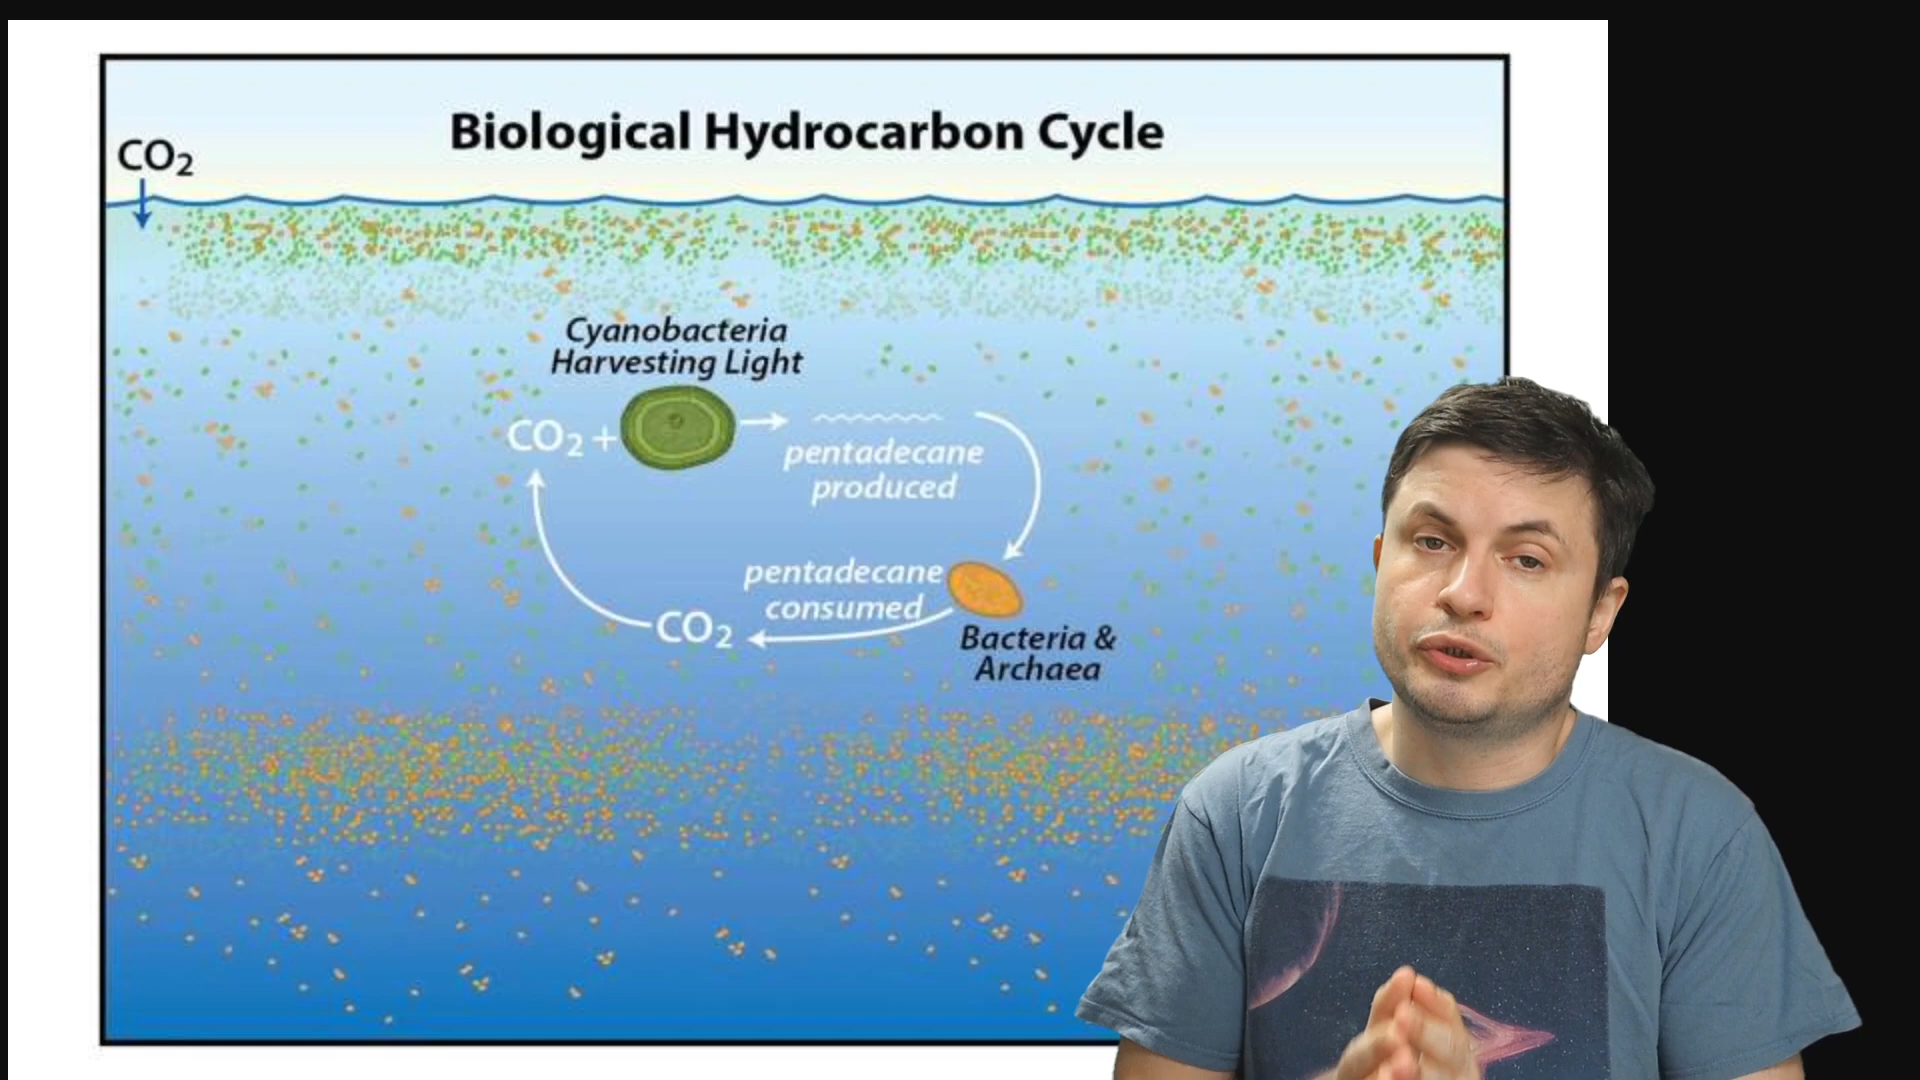 Biological Hydrocarbon Cycle
CO₂
Cyanobacteria
Harvesting Light
CO₂ +
pentadecane
produced
pentadecane
consumed
CO₂
Bacteria &
Archaea